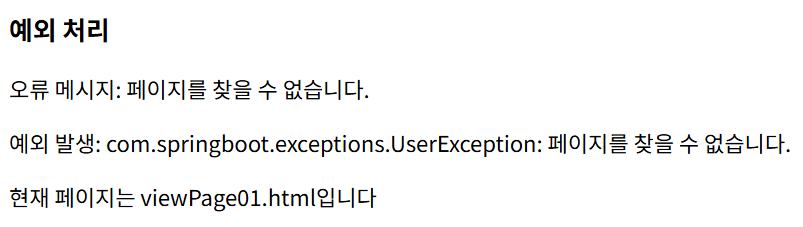 예외 처리
오류 메시지: 페이지를 찾을 수 없습니다.
예외 발생: com.springboot.exceptions.UserException: 페이지를 찾을 수 없습니다.
현재 페이지는 viewPage01.html입니다